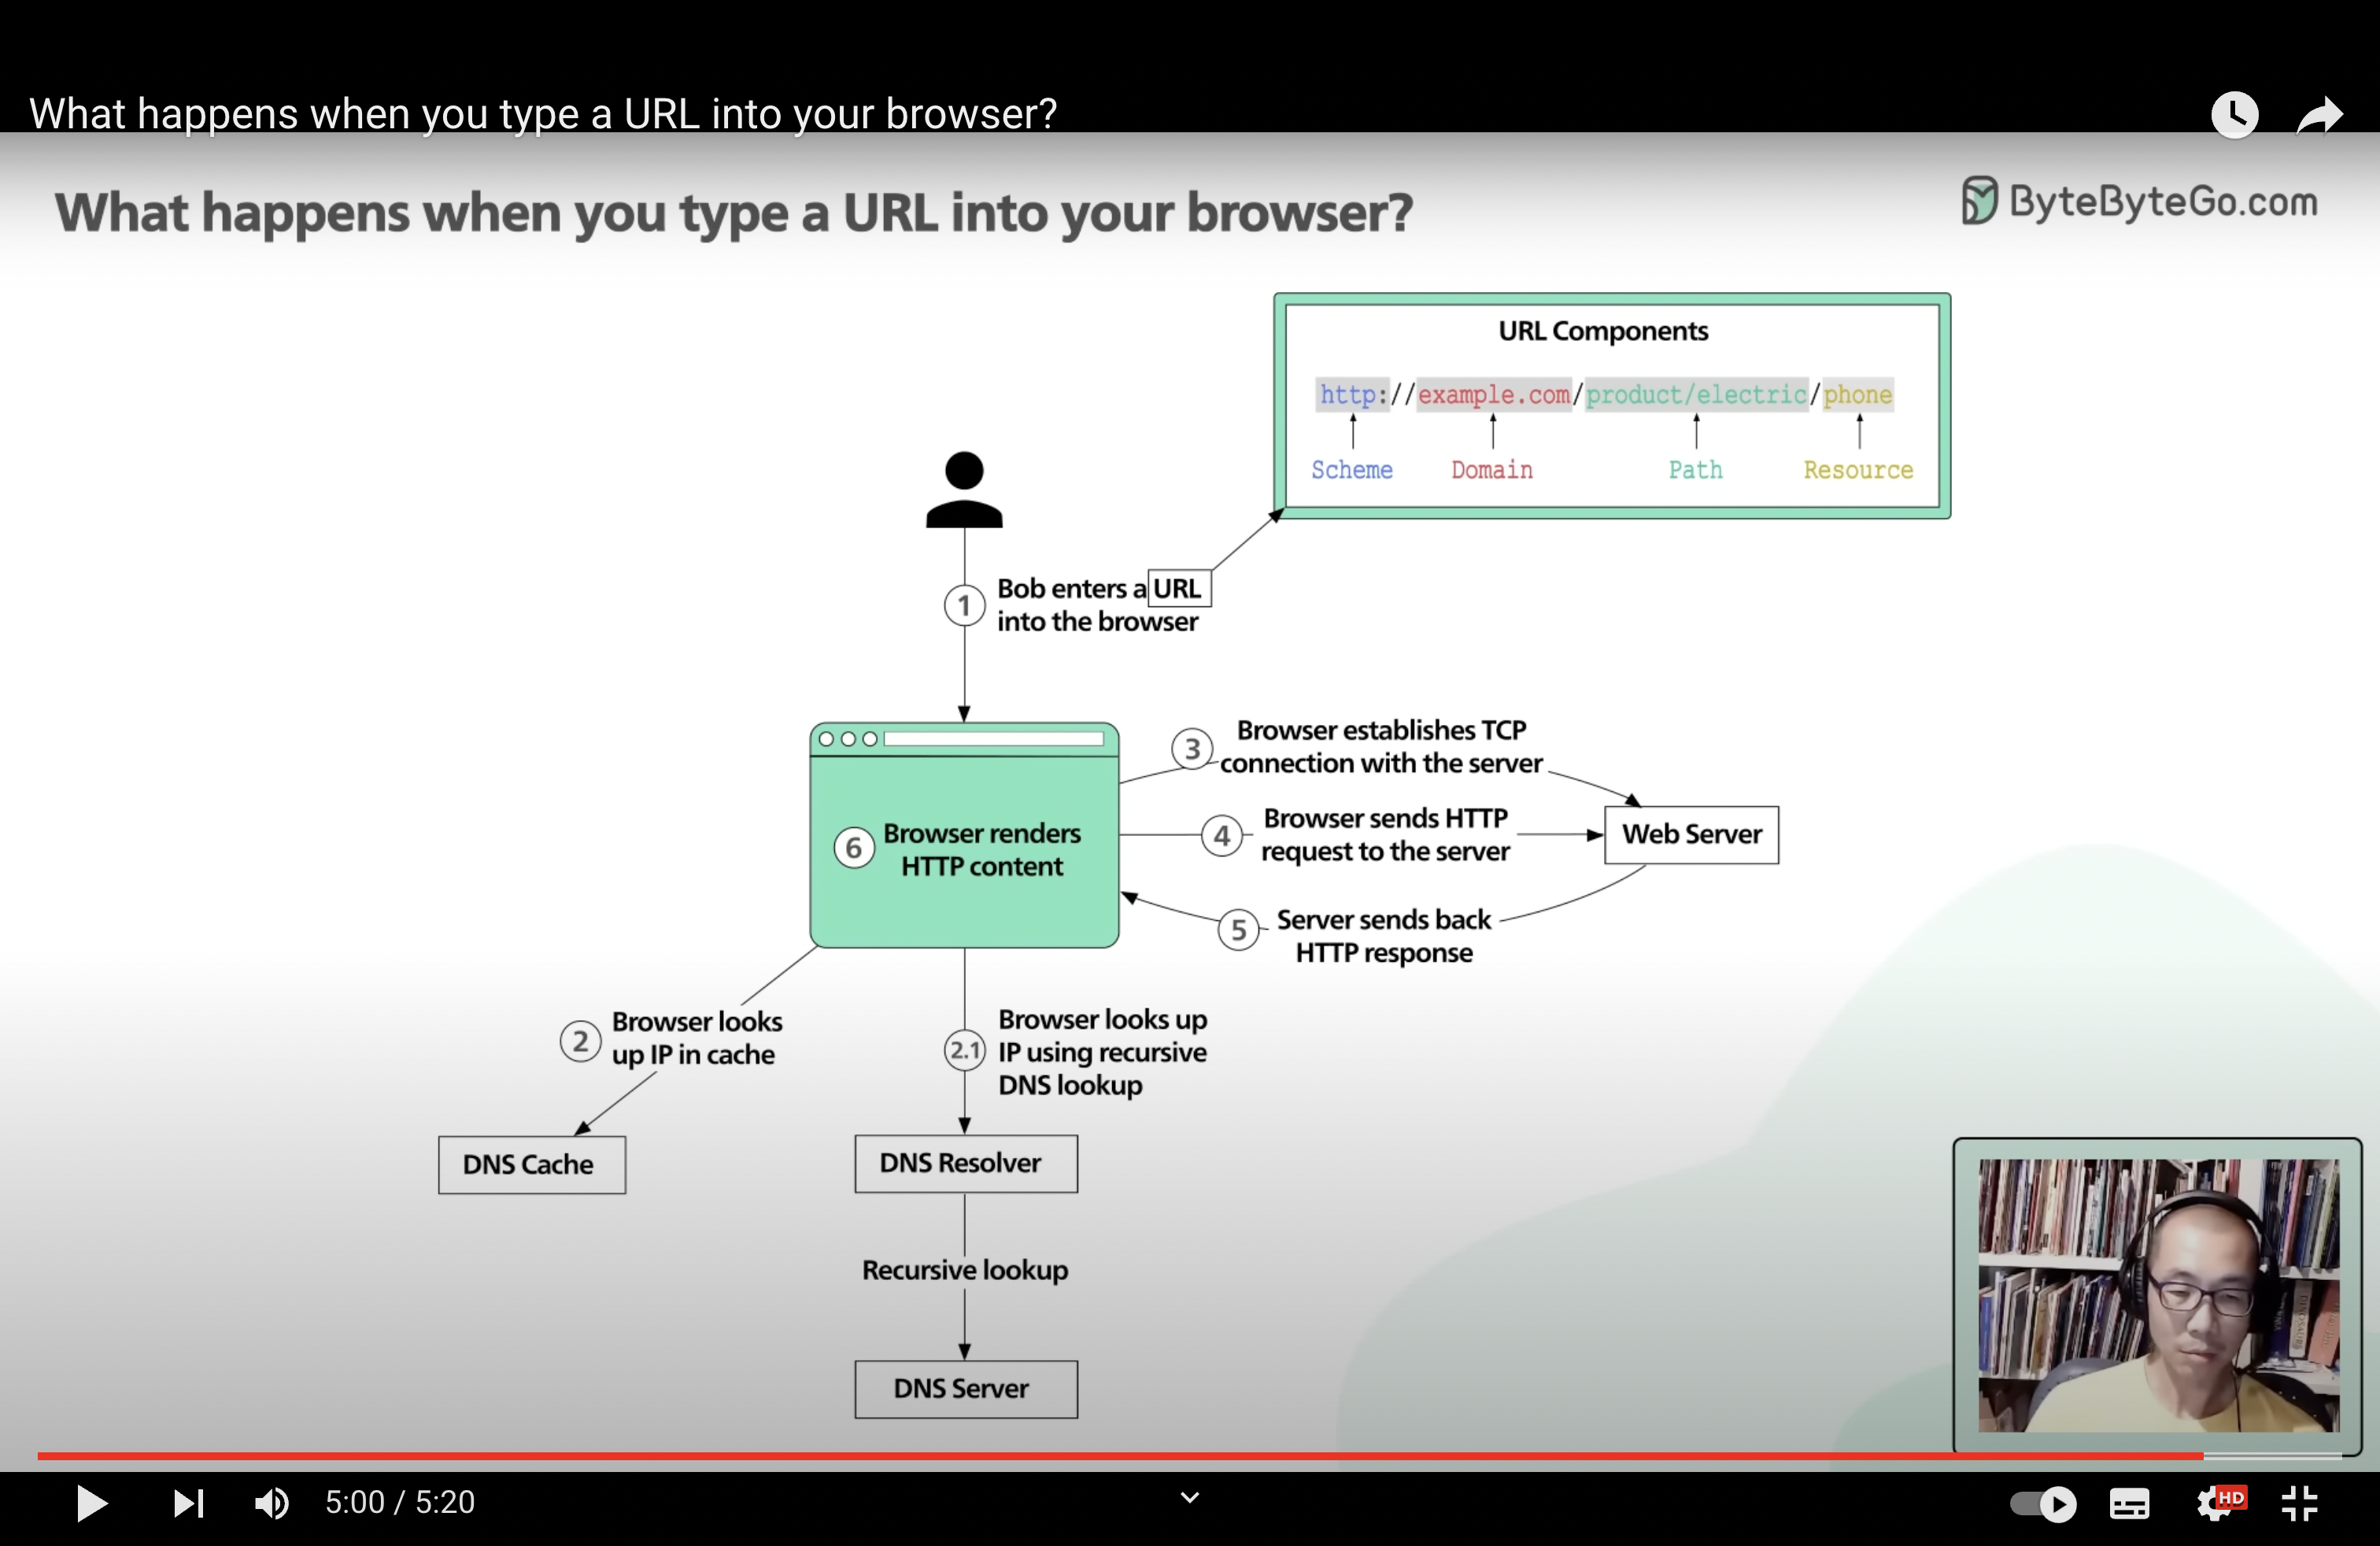 What happens when you type a URL into your browser?
What happens when you type a URL into your browser?
ByteByteGo.com
URL Components
http://example.com/product/electric/phone
Scheme Domain Path Resource
1
Bob enters a URL
into the browser
3
Browser establishes TCP
connection with the server
4
Browser sends HTTP
request to the server
Web Server
6
Browser renders
HTTP content
5
Server sends back
HTTP response
2
Browser looks
up IP in cache
2.1
Browser looks up
IP using recursive
DNS lookup
DNS Cache
DNS Resolver
Recursive lookup
DNS Server
5:00 / 5:20
HD